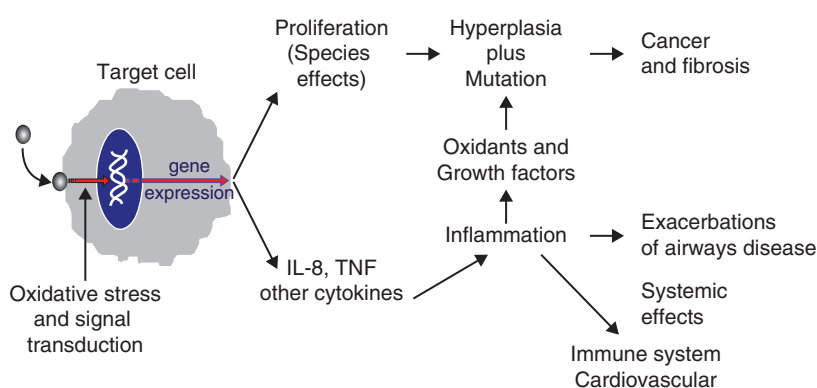 Target cell
gene
expression
Oxidative stress
and signal
transduction
Proliferation
(Species
effects)
Hyperplasia
plus
Mutation
Cancer
and fibrosis
Oxidants and
Growth factors
Inflammation
Exacerbations
of airways disease
IL-8, TNF
other cytokines
Systemic
effects
Immune system
Cardiovascular